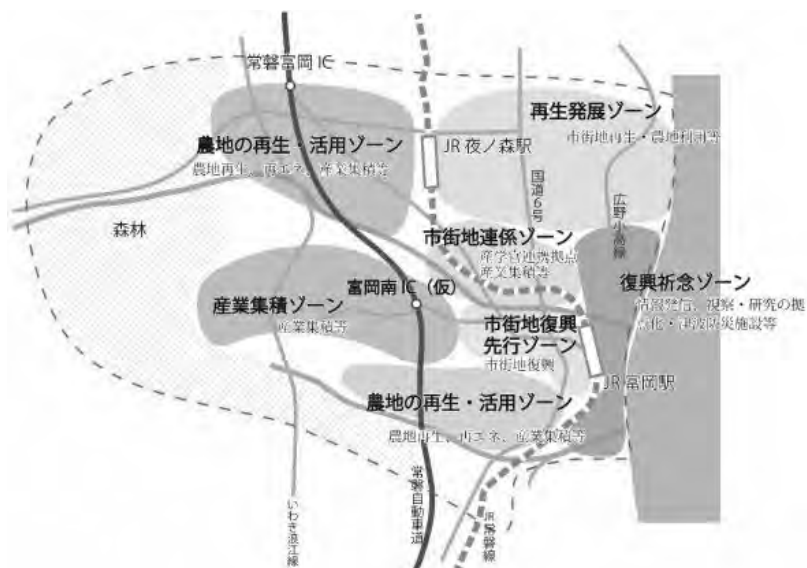 常磐富岡IC
再生発展ゾーン
市街地再生・農地利用等
農地の再生・活用ゾーン
農地再生、再エネ、産業集積等
JR夜ノ森駅
国道6号
広野小高線
森林
市街地連係ゾーン
産学官連携拠点
産業集積等
復興祈念ゾーン
情報発信、視察・研究の拠
点化・津波防災施設等
富岡南IC（仮）
産業集積ゾーン
産業集積等
市街地復興
先行ゾーン
市街地復興
JR富岡駅
農地の再生・活用ゾーン
農地再生、再エネ、産業集積等
いわき浪江線
常磐自動車道
JR常磐線